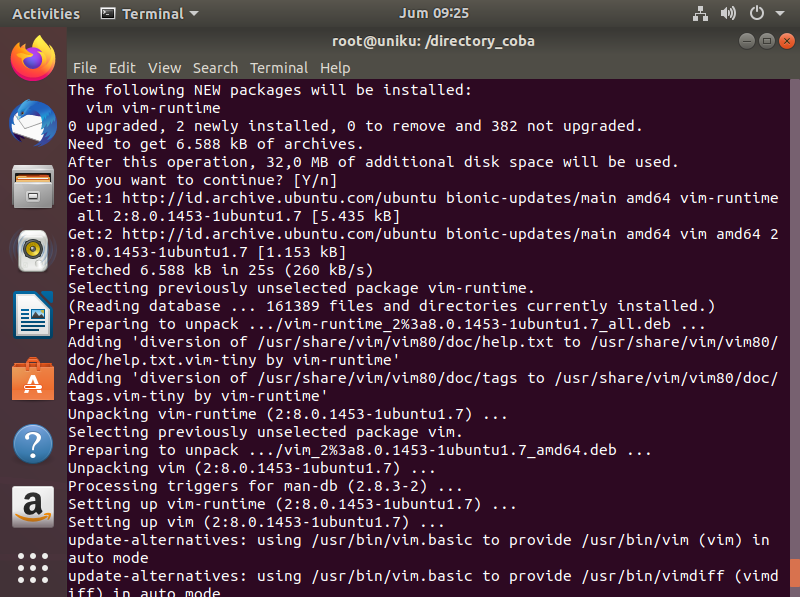 Activities Terminal Jum 09:25
root@uniku: /directory_coba
File Edit View Search Terminal Help
The following NEW packages will be installed:
  vim vim-runtime
0 upgraded, 2 newly installed, 0 to remove and 382 not upgraded.
Need to get 6.588 kB of archives.
After this operation, 32,0 MB of additional disk space will be used.
Do you want to continue? [Y/n]
Get:1 http://id.archive.ubuntu.com/ubuntu bionic-updates/main amd64 vim-runtime
 all 2:8.0.1453-1ubuntu1.7 [5.435 kB]
Get:2 http://id.archive.ubuntu.com/ubuntu bionic-updates/main amd64 vim amd64 2
:8.0.1453-1ubuntu1.7 [1.153 kB]
Fetched 6.588 kB in 25s (260 kB/s)
Selecting previously unselected package vim-runtime.
(Reading database ... 161389 files and directories currently installed.)
Preparing to unpack .../vim-runtime_2%3a8.0.1453-1ubuntu1.7_all.deb ...
Adding 'diversion of /usr/share/vim/vim80/doc/help.txt to /usr/share/vim/vim80/
doc/help.txt.vim-tiny by vim-runtime'
Adding 'diversion of /usr/share/vim/vim80/doc/tags to /usr/share/vim/vim80/doc/
tags.vim-tiny by vim-runtime'
Unpacking vim-runtime (2:8.0.1453-1ubuntu1.7) ...
Selecting previously unselected package vim.
Preparing to unpack .../vim_2%3a8.0.1453-1ubuntu1.7_amd64.deb ...
Unpacking vim (2:8.0.1453-1ubuntu1.7) ...
Processing triggers for man-db (2.8.3-2) ...
Setting up vim-runtime (2:8.0.1453-1ubuntu1.7) ...
Setting up vim (2:8.0.1453-1ubuntu1.7) ...
update-alternatives: using /usr/bin/vim.basic to provide /usr/bin/vim (vim) in
auto mode
update-alternatives: using /usr/bin/vim.basic to provide /usr/bin/vimdiff (vimd
iff) in auto mode